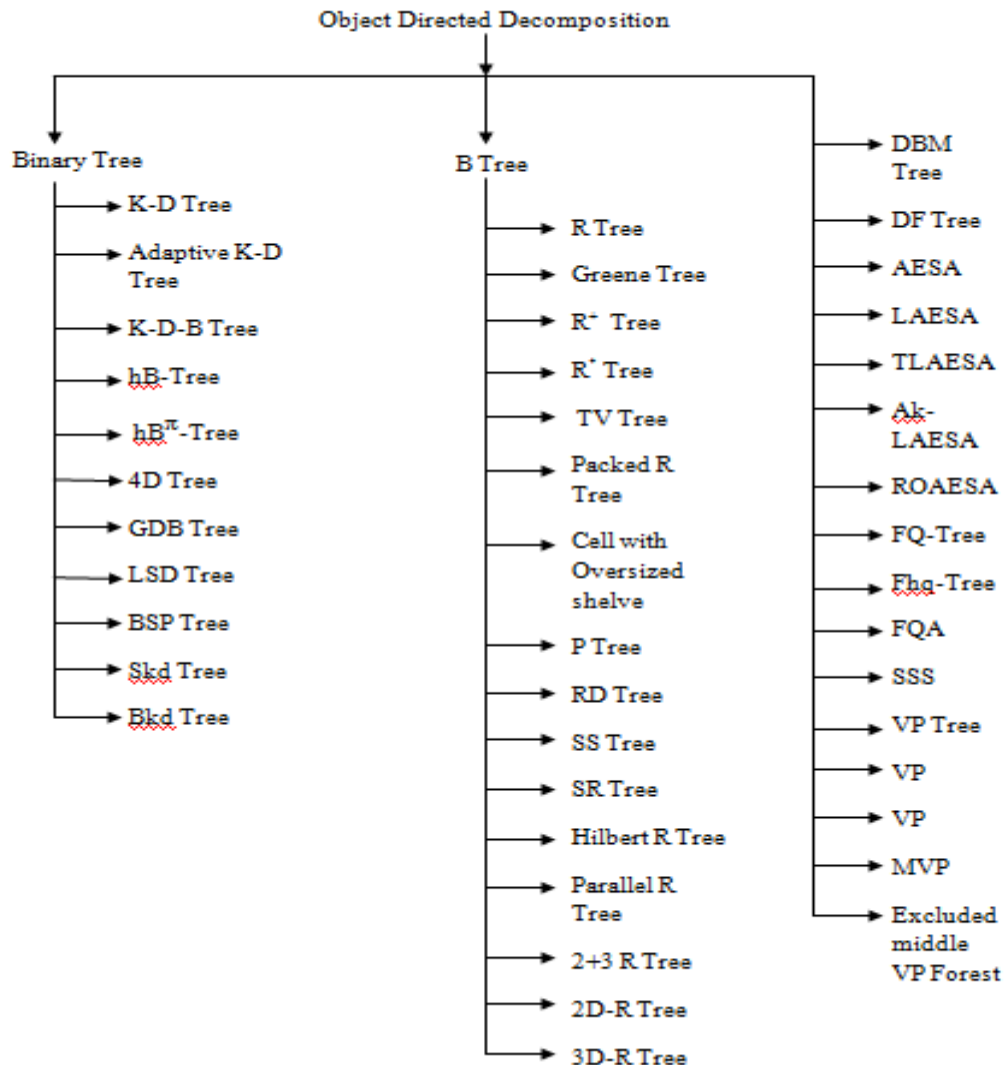 Object Directed Decomposition
Binary Tree
K-D Tree
Adaptive K-D
Tree
K-D-B Tree
hB-Tree
hBᵖⁱ-Tree
4D Tree
GDB Tree
LSD Tree
BSP Tree
Skd Tree
Bkd Tree
B Tree
R Tree
Greene Tree
R⁺ Tree
R* Tree
TV Tree
Packed R
Tree
Cell with
Oversized
shelve
P Tree
RD Tree
SS Tree
SR Tree
Hilbert R Tree
Parallel R
Tree
2+3 R Tree
2D-R Tree
3D-R Tree
DBM
Tree
DF Tree
AESA
LAESA
TLAESA
Ak-
LAESA
ROAESA
FQ-Tree
Fhq-Tree
FQA
SSS
VP Tree
VP
VP
MVP
Excluded
middle
VP Forest